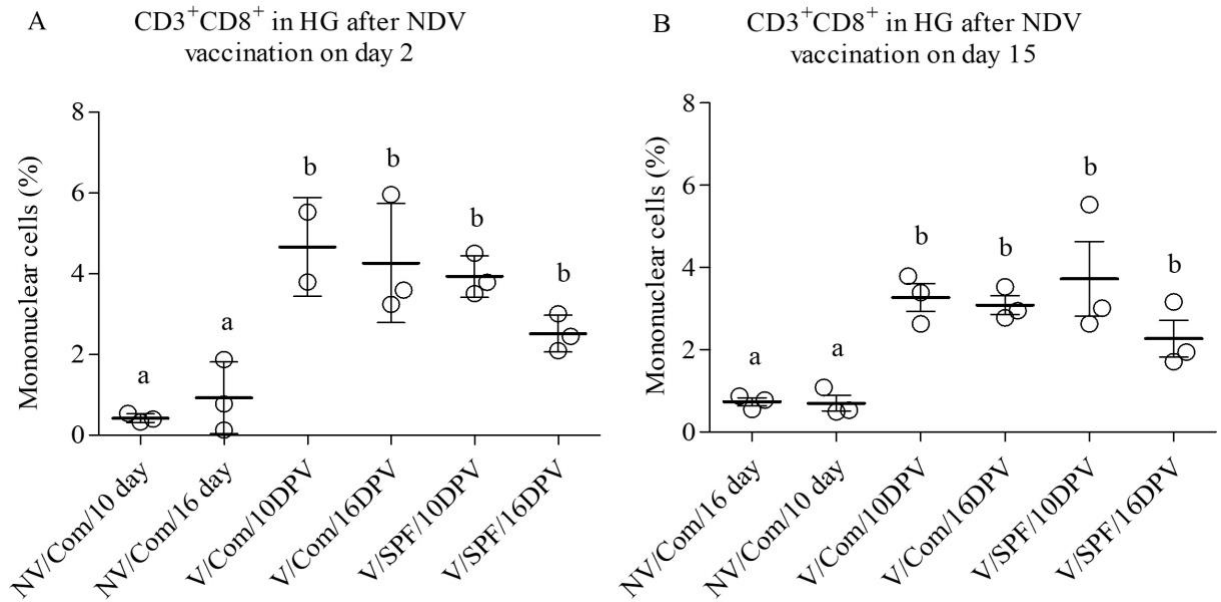 A
CD3+CD8+ in HG after NDV
vaccination on day 2
Mononuclear cells (%)
8
6
4
2
0
a
a
b
b
b
b
NV/Com/10 day
NV/Com/16 day
V/Com/10DPV
V/Com/16DPV
V/SPF/10DPV
V/SPF/16DPV
B
CD3+CD8+ in HG after NDV
vaccination on day 15
Mononuclear cells (%)
8
6
4
2
0
a
a
b
b
b
b
NV/Com/16 day
NV/Com/10 day
V/Com/10DPV
V/Com/16DPV
V/SPF/10DPV
V/SPF/16DPV